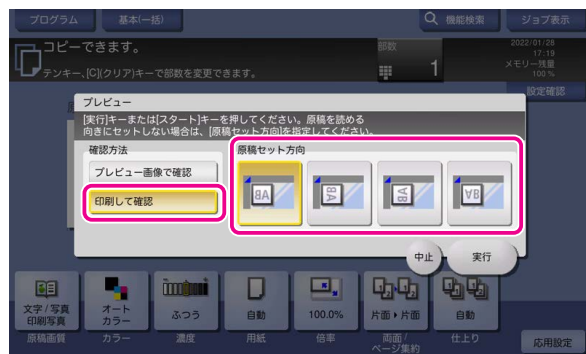 プログラム
基本(一括)
機能検索
ジョブ表示
コピーできます。
テンキー、[C](クリア)キーで部数を変更できます。
部数
1
2022/01/28
17:19
メモリー残量
100 %
設定確認
プレビュー
[実行]キーまたは[スタート]キーを押してください。原稿を読める
向きにセットしない場合は、[原稿セット方向]を指定してください。
確認方法
プレビュー画像で確認
印刷して確認
原稿セット方向
中止
実行
文字/写真
印刷写真
原稿画質
オート
カラー
カラー
ふつう
濃度
自動
用紙
100.0%
倍率
片面▶片面
両面/
ページ集約
自動
仕上り
応用設定